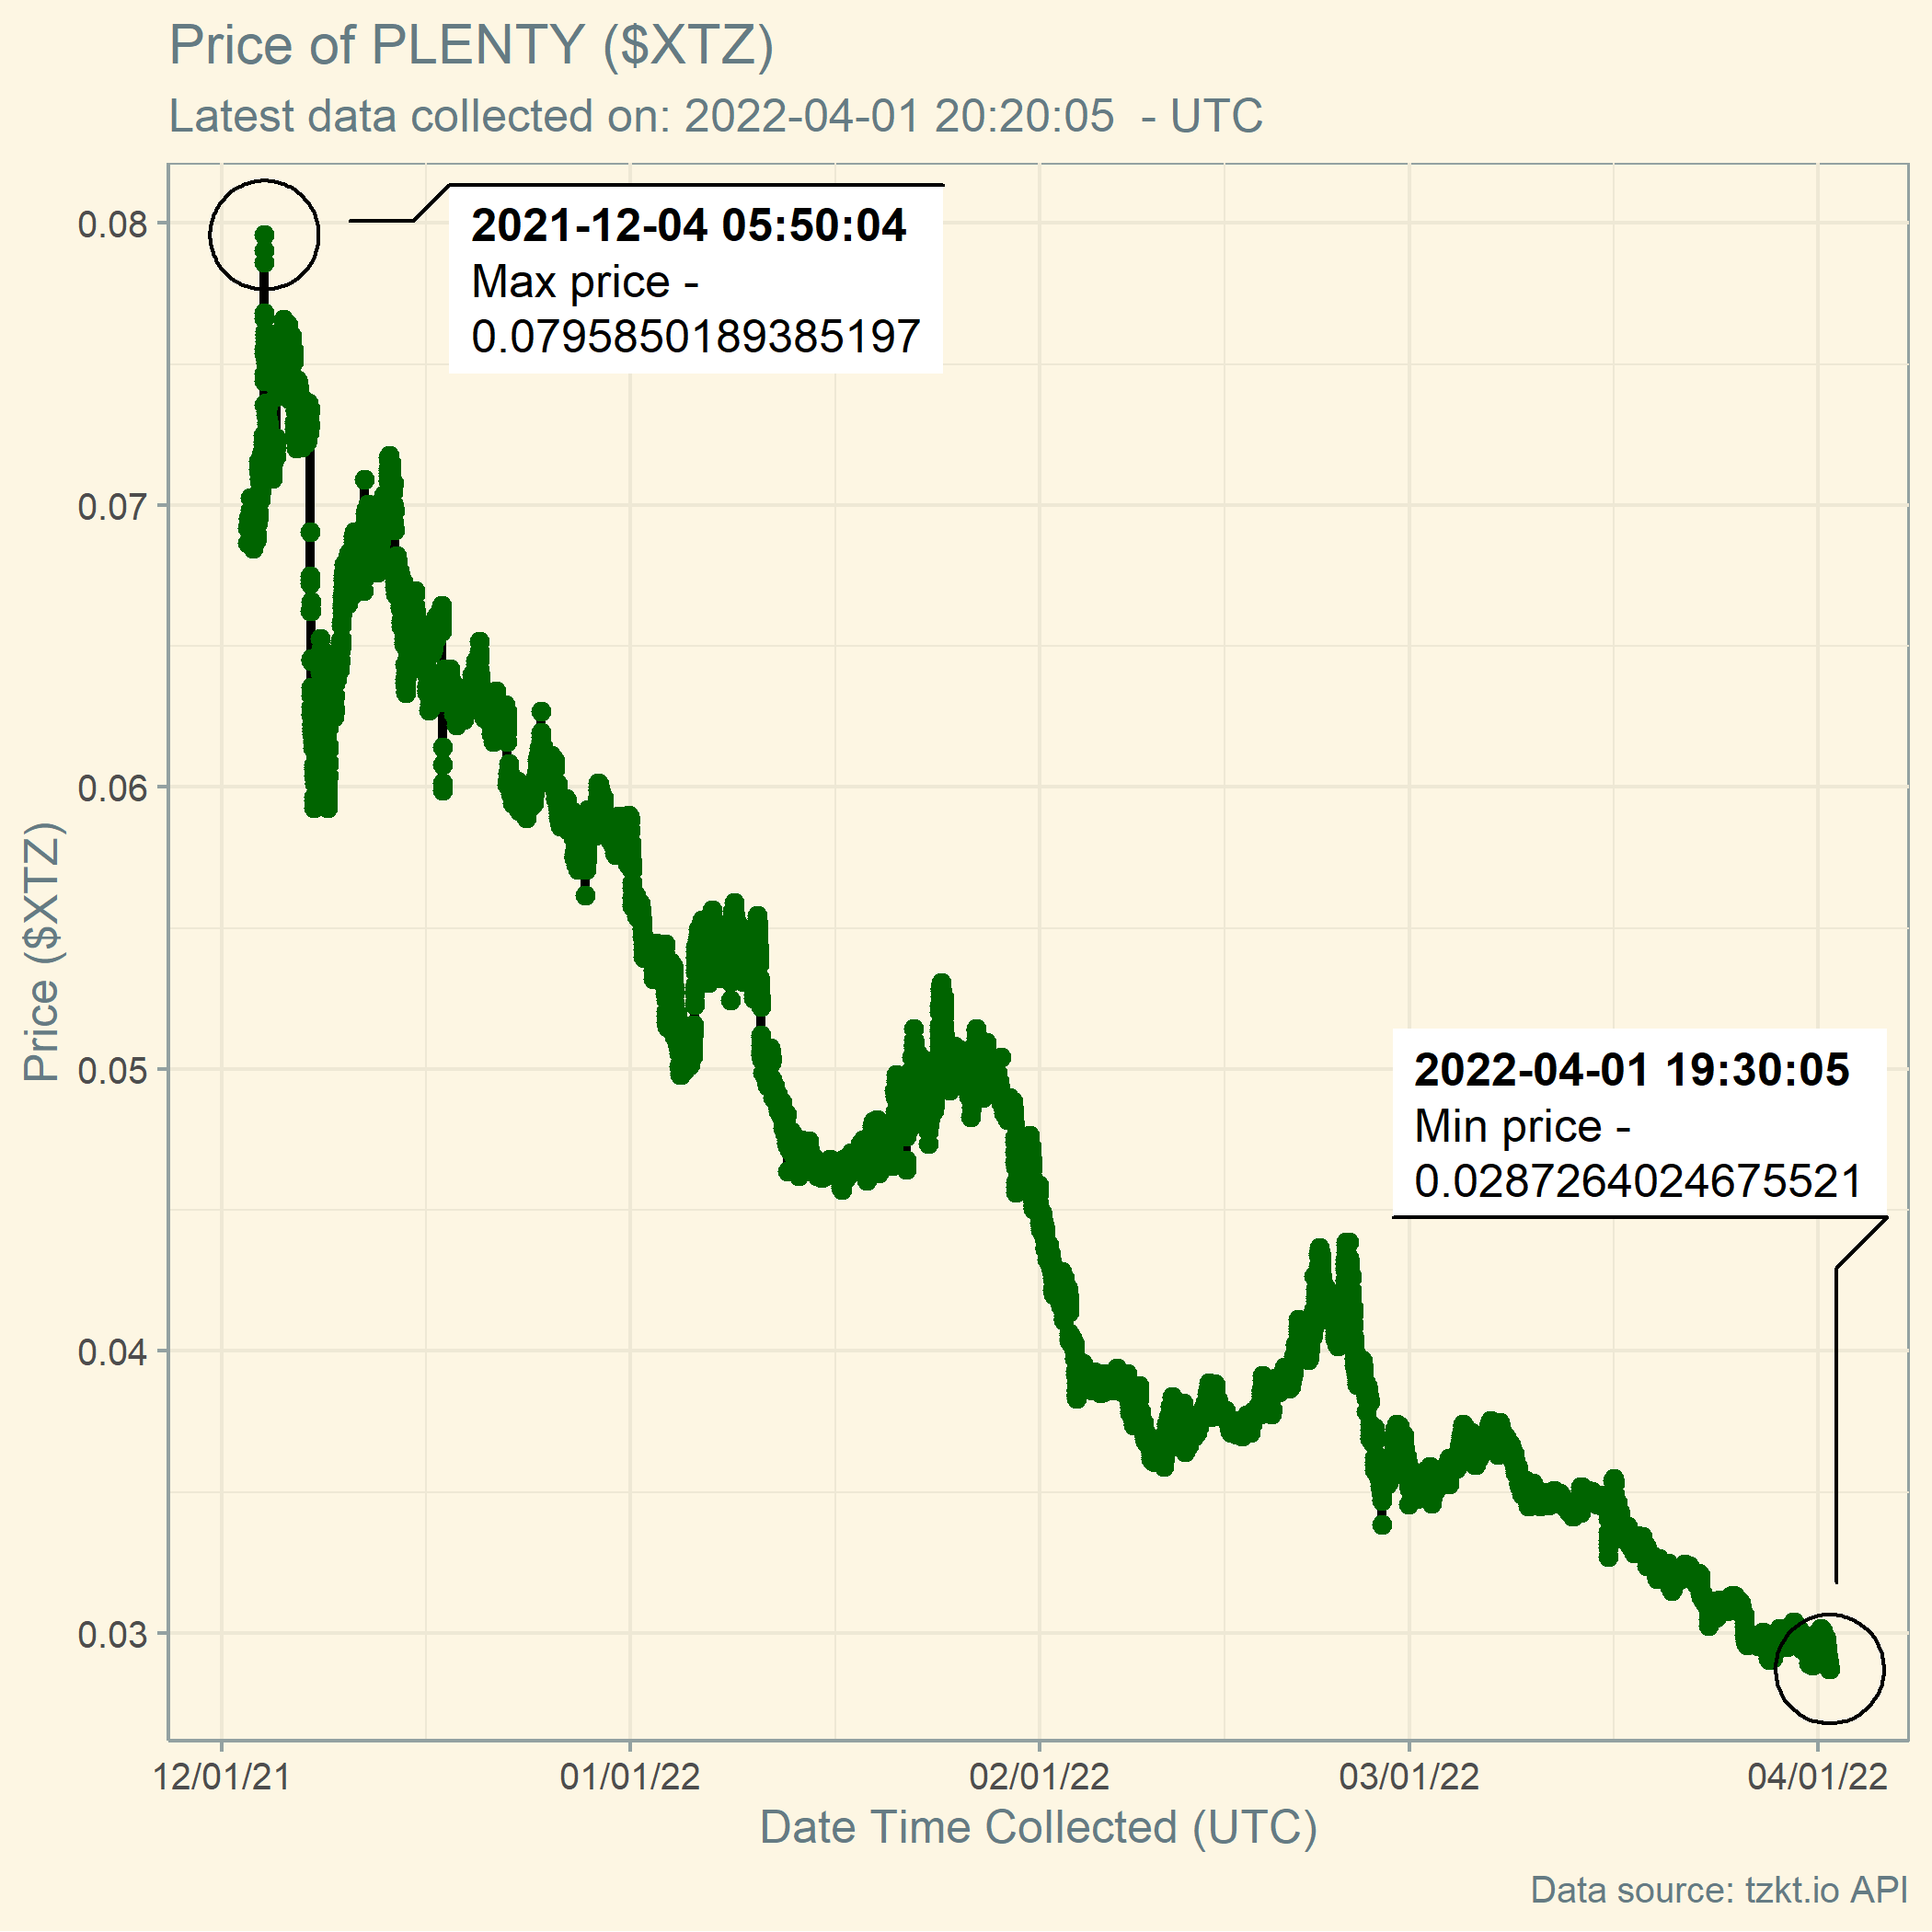 Price of PLENTY ($XTZ)
Latest data collected on: 2022-04-01 20:20:05  - UTC
2021-12-04 05:50:04
Max price -
0.0795850189385197
2022-04-01 19:30:05
Min price -
0.0287264024675521
Price ($XTZ)
0.08
0.07
0.06
0.05
0.04
0.03
12/01/21
01/01/22
02/01/22
03/01/22
04/01/22
Date Time Collected (UTC)
Data source: tzkt.io API